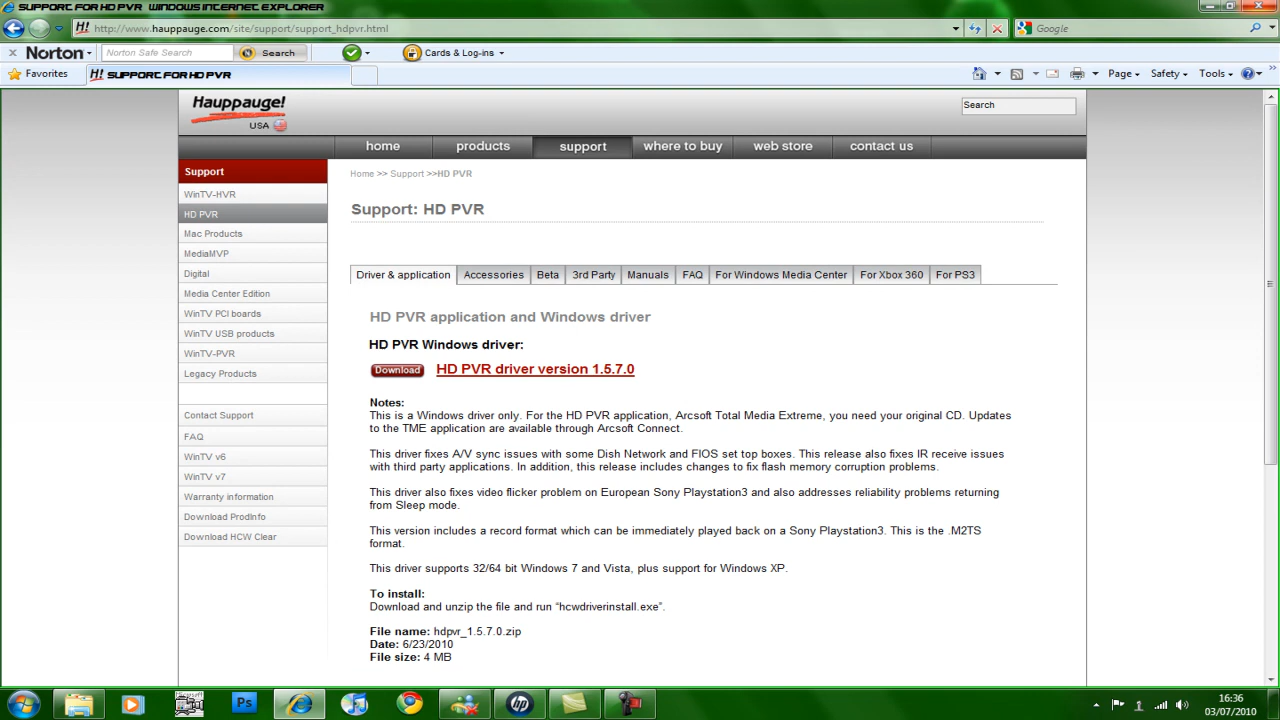 SUPPORT FOR HD PVR - WINDOWS INTERNET EXPLORER
http://www.hauppauge.com/site/support/support_hdpvr.html
Google
Norton
Norton Safe Search
Search
Cards & Log-ins
Favorites
H! SUPPORT FOR HD PVR
Page
Safety
Tools
Hauppauge!
USA
Search
home
products
support
where to buy
web store
contact us
Support
WinTV-HVR
HD PVR
Mac Products
MediaMVP
Digital
Media Center Edition
WinTV PCI boards
WinTV USB products
WinTV-PVR
Legacy Products
Contact Support
FAQ
WinTV v6
WinTV v7
Warranty information
Download ProdInfo
Download HCW Clear
Home >> Support >>HD PVR
Support: HD PVR
Driver & application
Accessories
Beta
3rd Party
Manuals
FAQ
For Windows Media Center
For Xbox 360
For PS3
HD PVR application and Windows driver
HD PVR Windows driver:
Download HD PVR driver version 1.5.7.0
Notes:
This is a Windows driver only. For the HD PVR application, Arcsoft Total Media Extreme, you need your original CD. Updates
to the TME application are available through Arcsoft Connect.
This driver fixes A/V sync issues with some Dish Network and FIOS set top boxes. This release also fixes IR receive issues
with third party applications. In addition, this release includes changes to fix flash memory corruption problems.
This driver also fixes video flicker problem on European Sony Playstation3 and also addresses reliability problems returning
from Sleep mode.
This version includes a record format which can be immediately played back on a Sony Playstation3. This is the .M2TS
format.
This driver supports 32/64 bit Windows 7 and Vista, plus support for Windows XP.
To install:
Download and unzip the file and run “hcwdriverinstall.exe”.
File name: hdpvr_1.5.7.0.zip
Date: 6/23/2010
File size: 4 MB
Ps
hp
16:36
03/07/2010